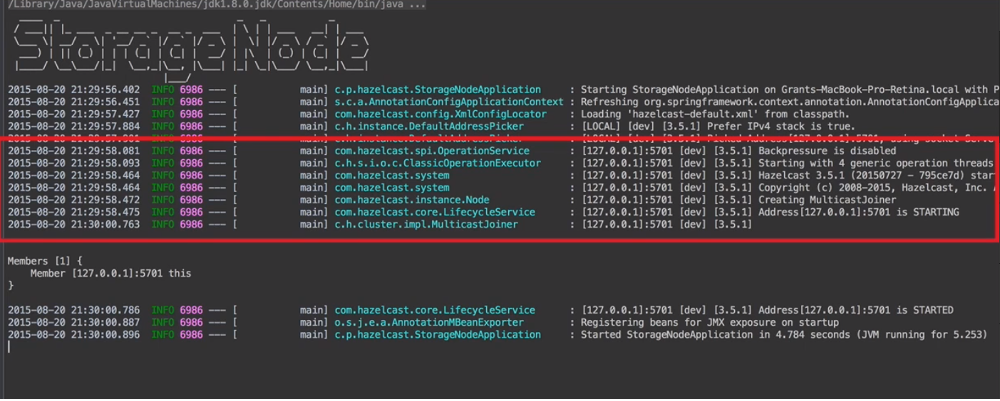 /Library/Java/JavaVirtualMachines/jdk1.8.0.jdk/Contents/Home/bin/java ...
StorageNode
2015-08-20 21:29:56.402  INFO 6986 --- [           main] c.p.hazelcast.StorageNodeApplication     : Starting StorageNodeApplication on Grants-MacBook-Pro-Retina.local with P
2015-08-20 21:29:56.451  INFO 6986 --- [           main] s.c.a.AnnotationConfigApplicationContext : Refreshing org.springframework.context.annotation.AnnotationConfigApplica
2015-08-20 21:29:57.427  INFO 6986 --- [           main] com.hazelcast.config.XmlConfigLocator    : Loading 'hazelcast-default.xml' from classpath.
2015-08-20 21:29:57.884  INFO 6986 --- [           main] c.h.instance.DefaultAddressPicker        : [LOCAL] [dev] [3.5.1] Prefer IPv4 stack is true.
c.h.instance.DefaultAddressPicker        : [LOCAL] [dev] [3.5.1] Picked Address[127.0.0.1]:5701, using socket Serve
2015-08-20 21:29:58.081  INFO 6986 --- [           main] com.hazelcast.spi.OperationService       : [127.0.0.1]:5701 [dev] [3.5.1] Backpressure is disabled
2015-08-20 21:29:58.093  INFO 6986 --- [           main] c.h.s.i.o.c.ClassicOperationExecutor     : [127.0.0.1]:5701 [dev] [3.5.1] Starting with 4 generic operation threads
2015-08-20 21:29:58.464  INFO 6986 --- [           main] com.hazelcast.system                     : [127.0.0.1]:5701 [dev] [3.5.1] Hazelcast 3.5.1 (20150727 - 795ce7d) star
2015-08-20 21:29:58.464  INFO 6986 --- [           main] com.hazelcast.system                     : [127.0.0.1]:5701 [dev] [3.5.1] Copyright (c) 2008-2015, Hazelcast, Inc. A
2015-08-20 21:29:58.472  INFO 6986 --- [           main] com.hazelcast.instance.Node              : [127.0.0.1]:5701 [dev] [3.5.1] Creating MulticastJoiner
2015-08-20 21:29:58.475  INFO 6986 --- [           main] com.hazelcast.core.LifecycleService      : [127.0.0.1]:5701 [dev] [3.5.1] Address[127.0.0.1]:5701 is STARTING
2015-08-20 21:30:00.763  INFO 6986 --- [           main] c.h.cluster.impl.MulticastJoiner         : [127.0.0.1]:5701 [dev] [3.5.1]
Members [1] {
    Member [127.0.0.1]:5701 this
}
2015-08-20 21:30:00.786  INFO 6986 --- [           main] com.hazelcast.core.LifecycleService      : [127.0.0.1]:5701 [dev] [3.5.1] Address[127.0.0.1]:5701 is STARTED
2015-08-20 21:30:00.887  INFO 6986 --- [           main] o.s.j.e.a.AnnotationMBeanExporter        : Registering beans for JMX exposure on startup
2015-08-20 21:30:00.896  INFO 6986 --- [           main] c.p.hazelcast.StorageNodeApplication     : Started StorageNodeApplication in 4.784 seconds (JVM running for 5.253)